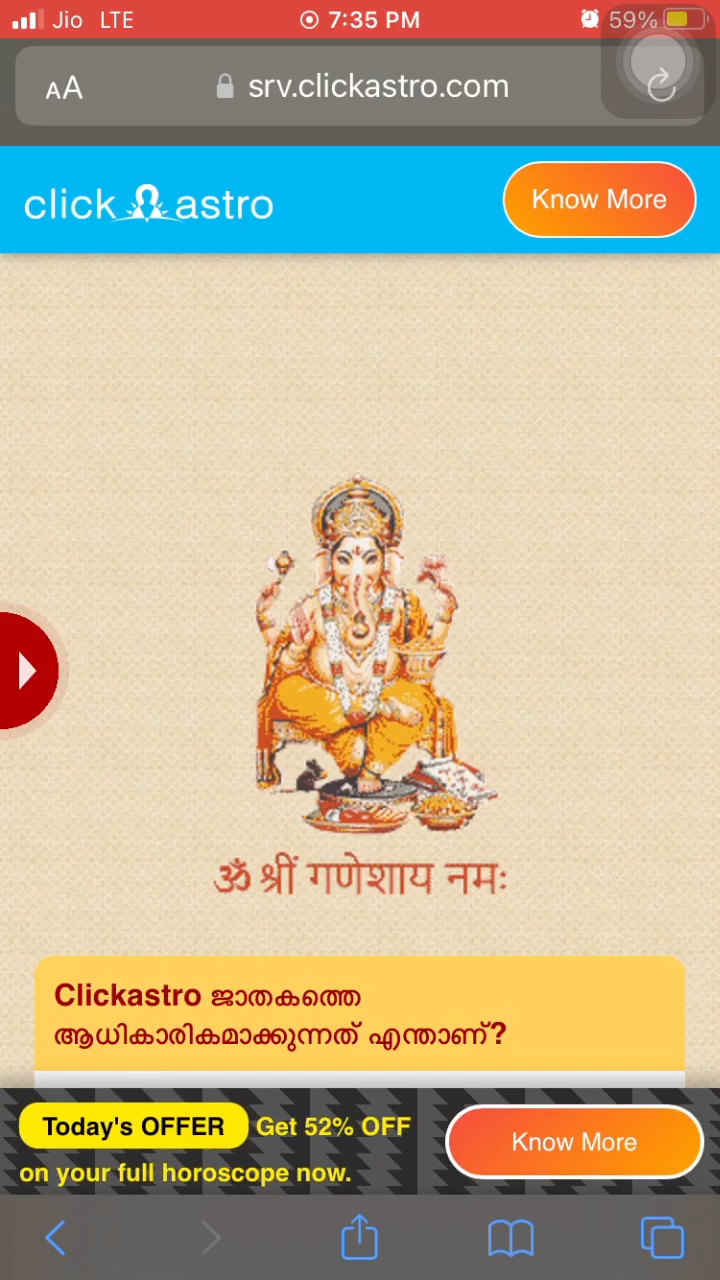 Jio LTE 7:35 PM 59%
AA srv.clickastro.com
click astro Know More
ॐ श्रीं गणेशाय नमः
Clickastro ജാതകത്തെ
ആധികാരികമാക്കുന്നത് എന്താണ്?
Today's OFFER Get 52% OFF
on your full horoscope now.
Know More